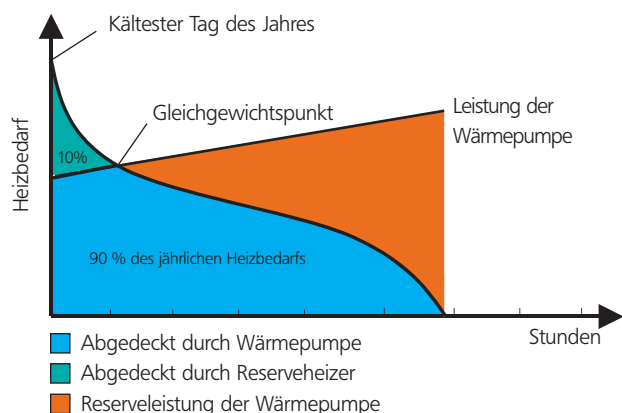 Kältester Tag des Jahres
Gleichgewichtspunkt
Leistung der
Wärmepumpe
Heizbedarf
10%
90 % des jährlichen Heizbedarfs
Stunden
Abgedeckt durch Wärmepumpe
Abgedeckt durch Reserveheizer
Reserveleistung der Wärmepumpe